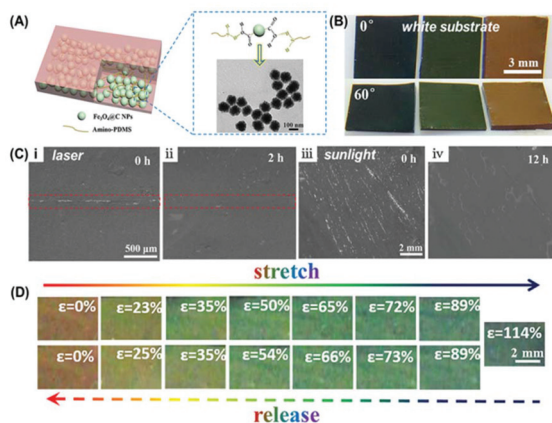 (A)
Fe₃O₄@C NPs
Amino-PDMS
100 nm
(B)
0° white substrate
3 mm
60°
(C)
i laser 0 h
500 µm
ii 2 h
iii sunlight 0 h
2 mm
iv 12 h
stretch
(D)
ε=0% ε=23% ε=35% ε=50% ε=65% ε=72% ε=89%
ε=114%
2 mm
ε=0% ε=25% ε=35% ε=54% ε=66% ε=73% ε=89%
release